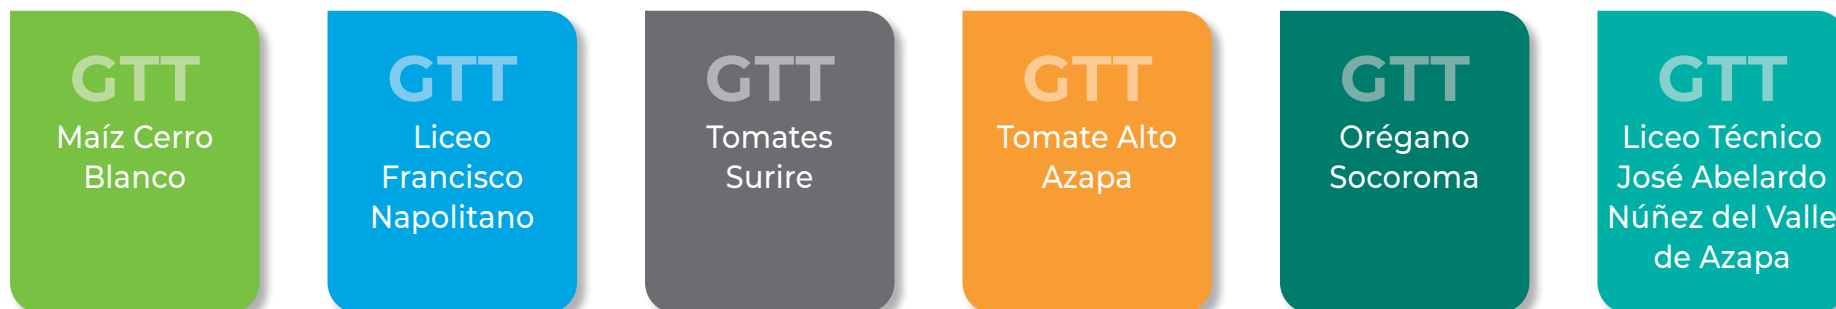 GTT
Maíz Cerro
Blanco
GTT
Liceo
Francisco
Napolitano
GTT
Tomates
Surire
GTT
Tomate Alto
Azapa
GTT
Orégano
Socoroma
GTT
Liceo Técnico
José Abelardo
Núñez del Valle
de Azapa